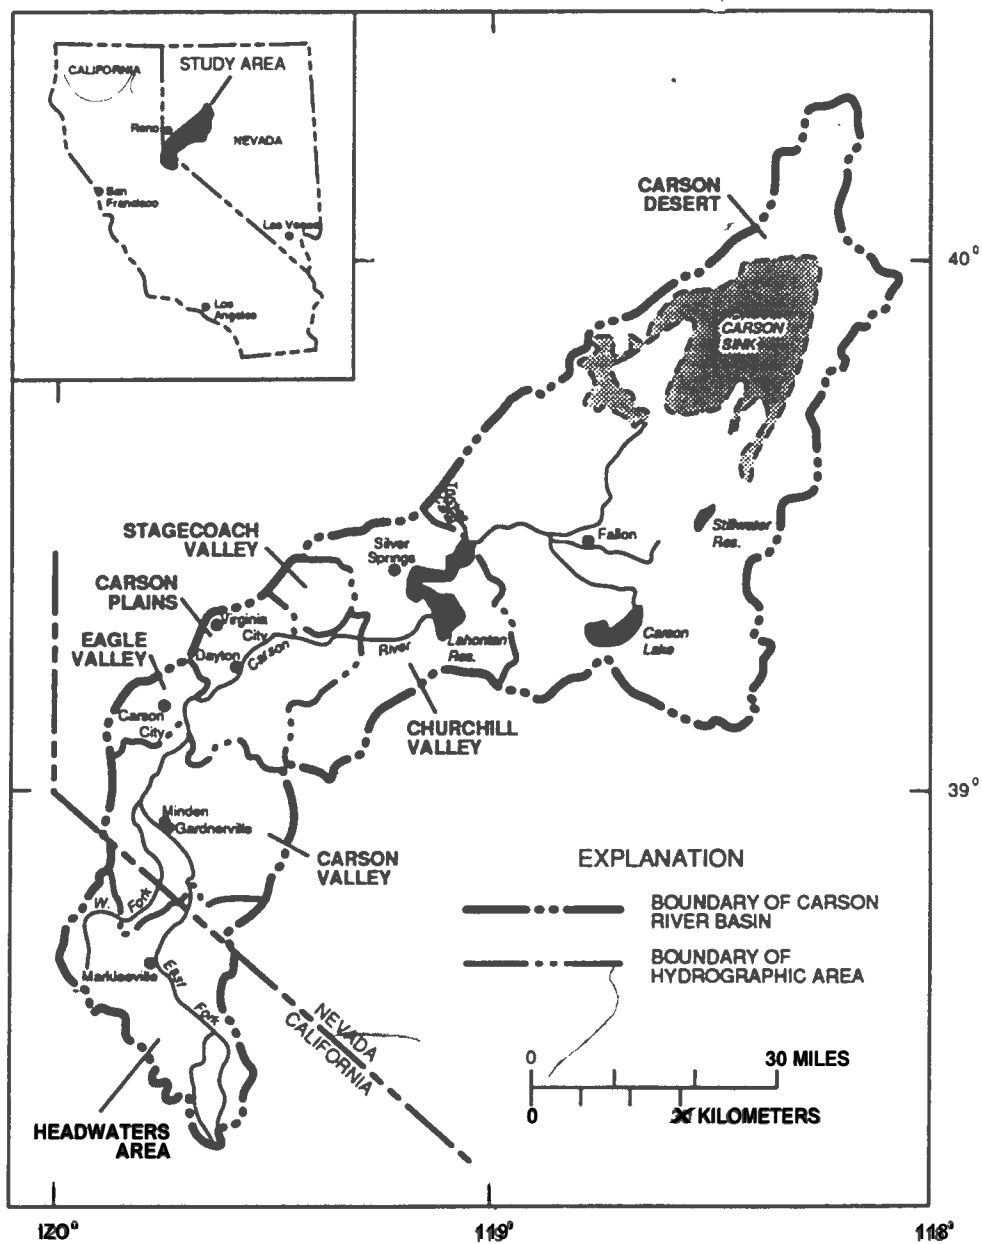 CALIFORNIA
STUDY AREA
Reno
NEVADA
San
Francisco
Las Vegas
Los
Angeles
CARSON
DESERT
40°
CARSON
SINK
STAGECOACH
VALLEY
Silver
Springs
Fallon
Stillwater
Res.
CARSON
PLAINS
Virginia
City
EAGLE
VALLEY
Dayton
Carson
River
Lahontan
Res.
Carson
Lake
Carson
City
CHURCHILL
VALLEY
39°
Minden
Gardnerville
CARSON
VALLEY
EXPLANATION
BOUNDARY OF CARSON
RIVER BASIN
BOUNDARY OF
HYDROGRAPHIC AREA
W. Fork
Markleeville
East Fork
NEVADA
CALIFORNIA
0 30 MILES
0 KILOMETERS
HEADWATERS
AREA
120° 119° 118°